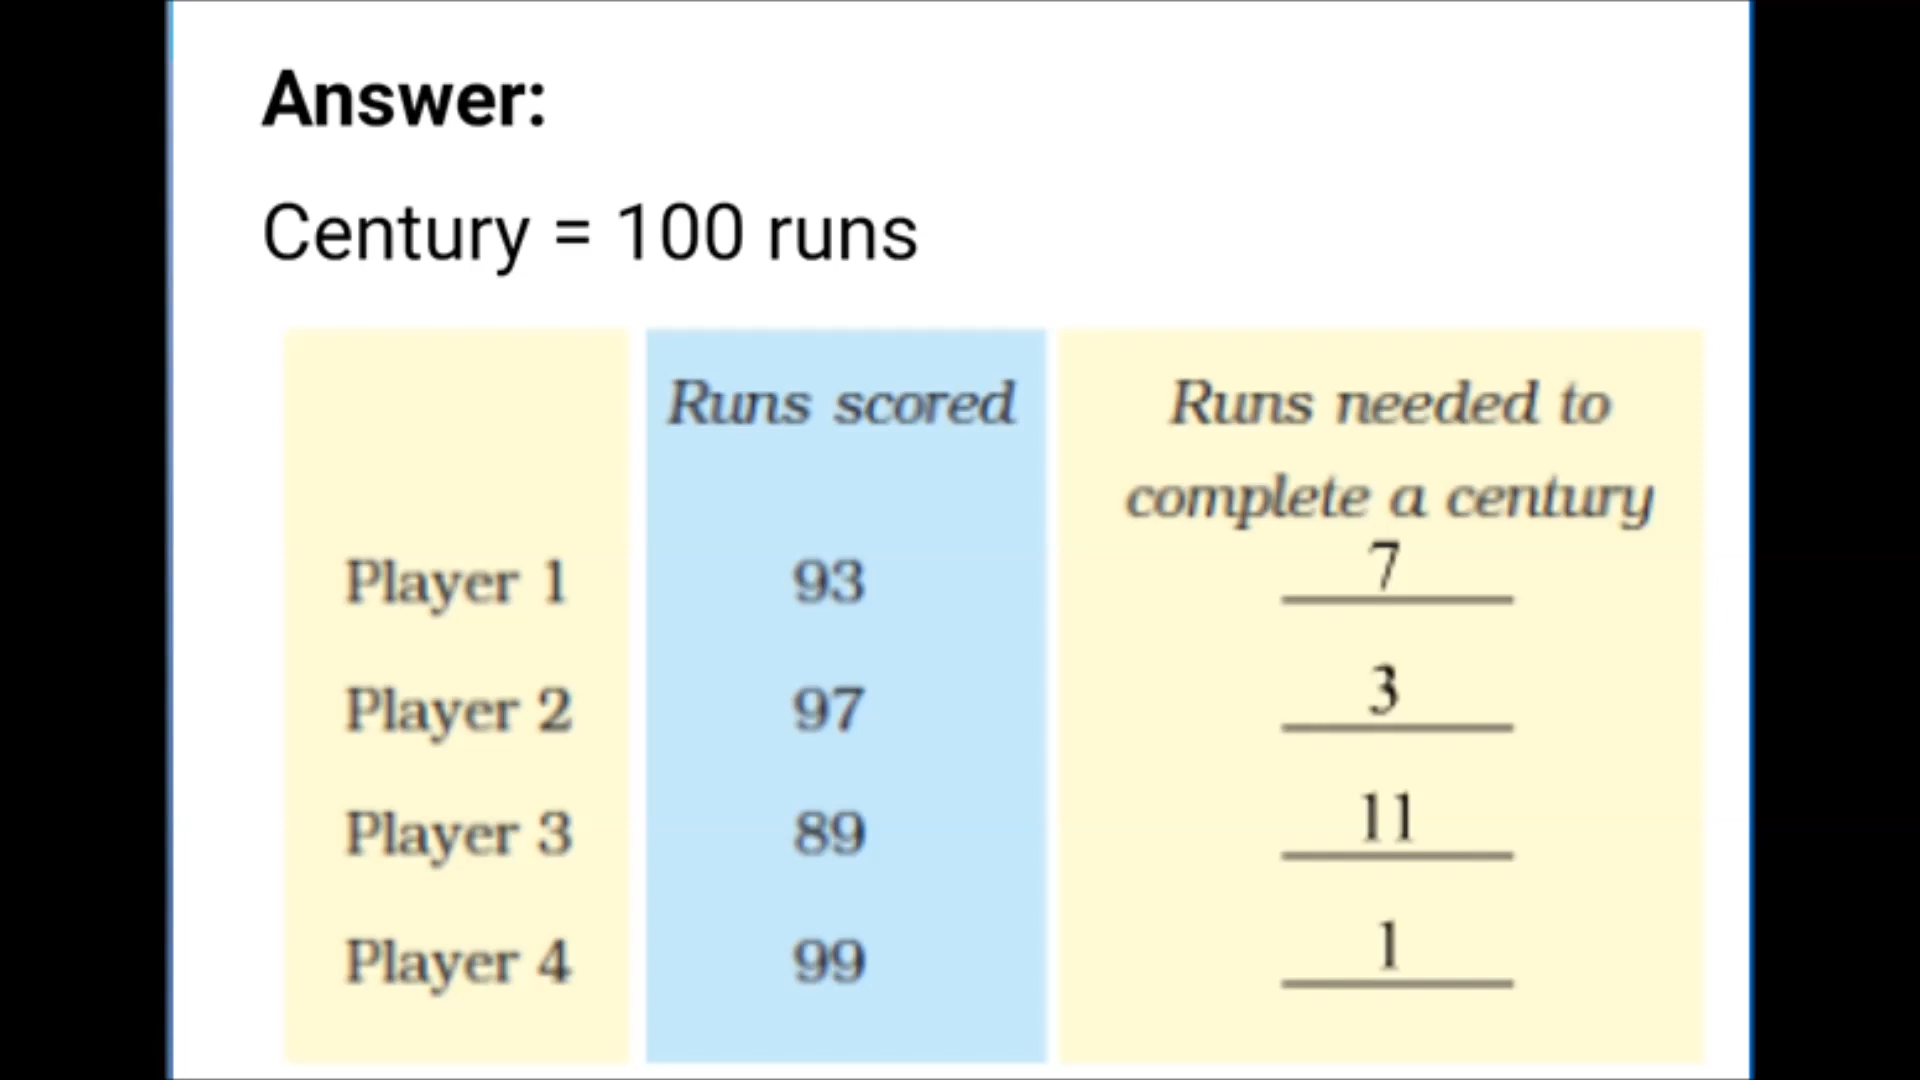 Answer:
Century = 100 runs
Runs scored Runs needed to
complete a century
Player 1 93 7
Player 2 97 3
Player 3 89 11
Player 4 99 1